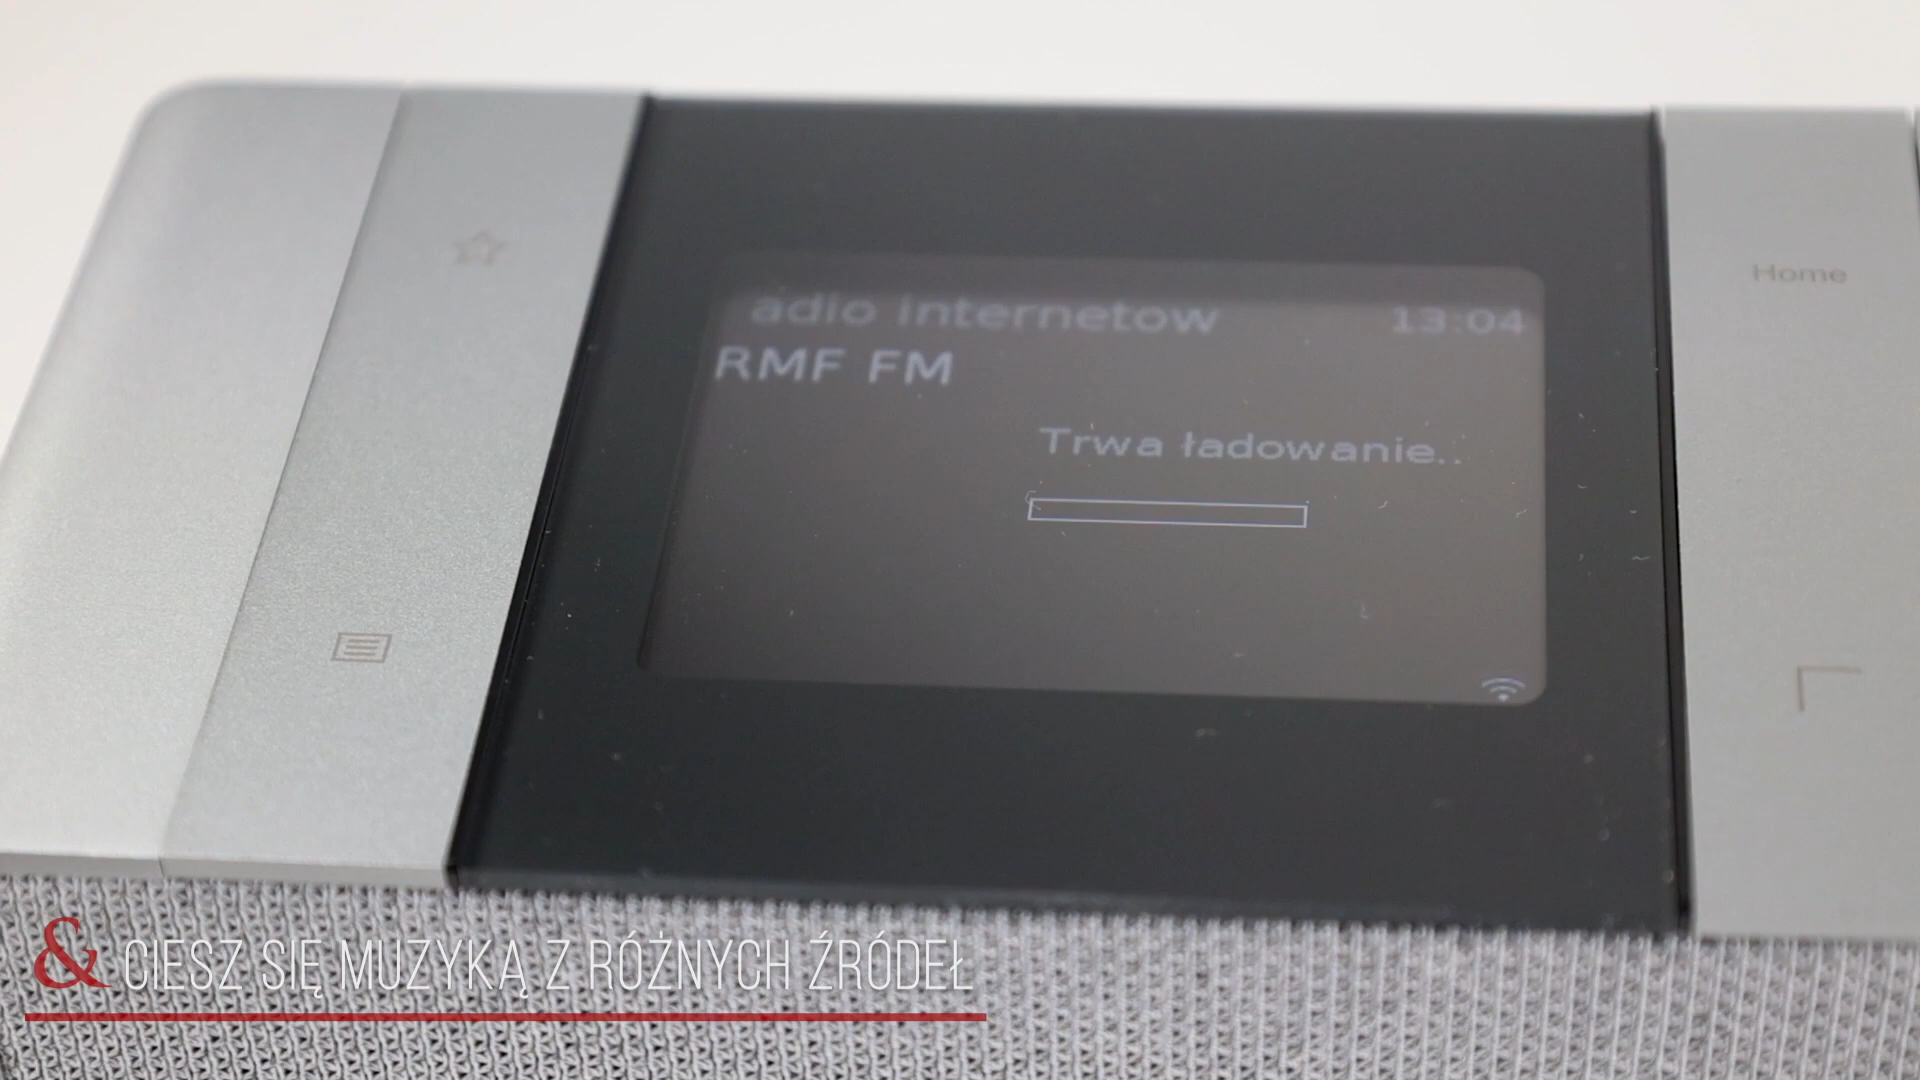 adio internetow 13:04
RMF FM
Trwa ładowanie..
Home
& CIESZ SIĘ MUZYKĄ Z RÓŻNYCH ŹRÓDEŁ